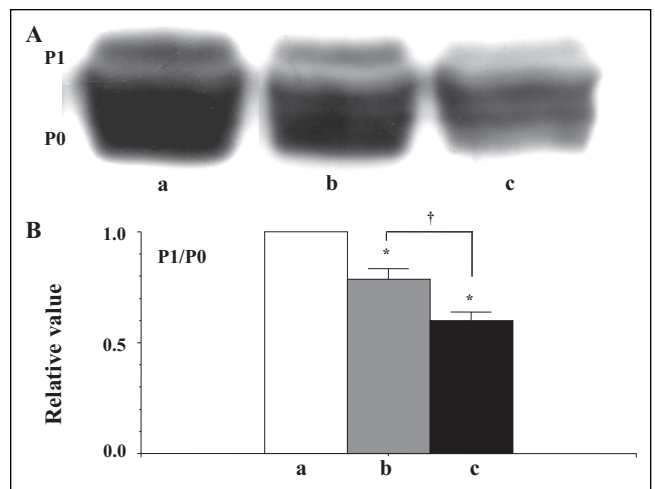 A
P1
P0
a b c
B
P1/P0
†
* *
Relative value
1.0
0.5
0.0
a b c